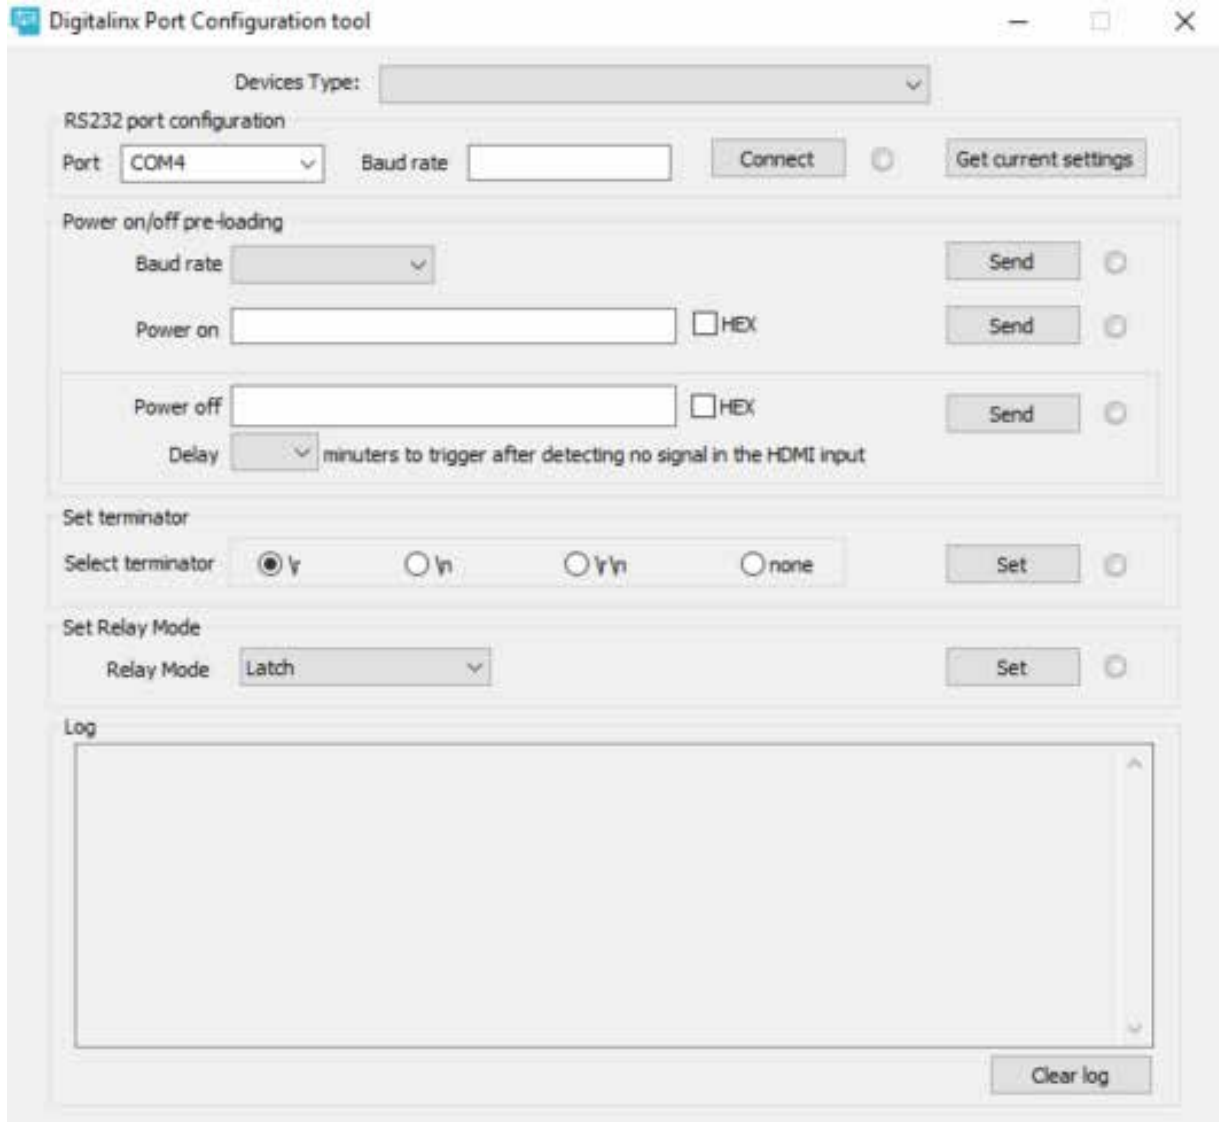 Digitalinx Port Configuration tool
Devices Type:
RS232 port configuration
Port COM4 Baud rate Connect Get current settings
Power on/off pre-loading
Baud rate Send
Power on HEX Send
Power off HEX Send
Delay minuters to trigger after detecting no signal in the HDMI input
Set terminator
Select terminator \r \n \r\n none Set
Set Relay Mode
Relay Mode Latch Set
Log
Clear log